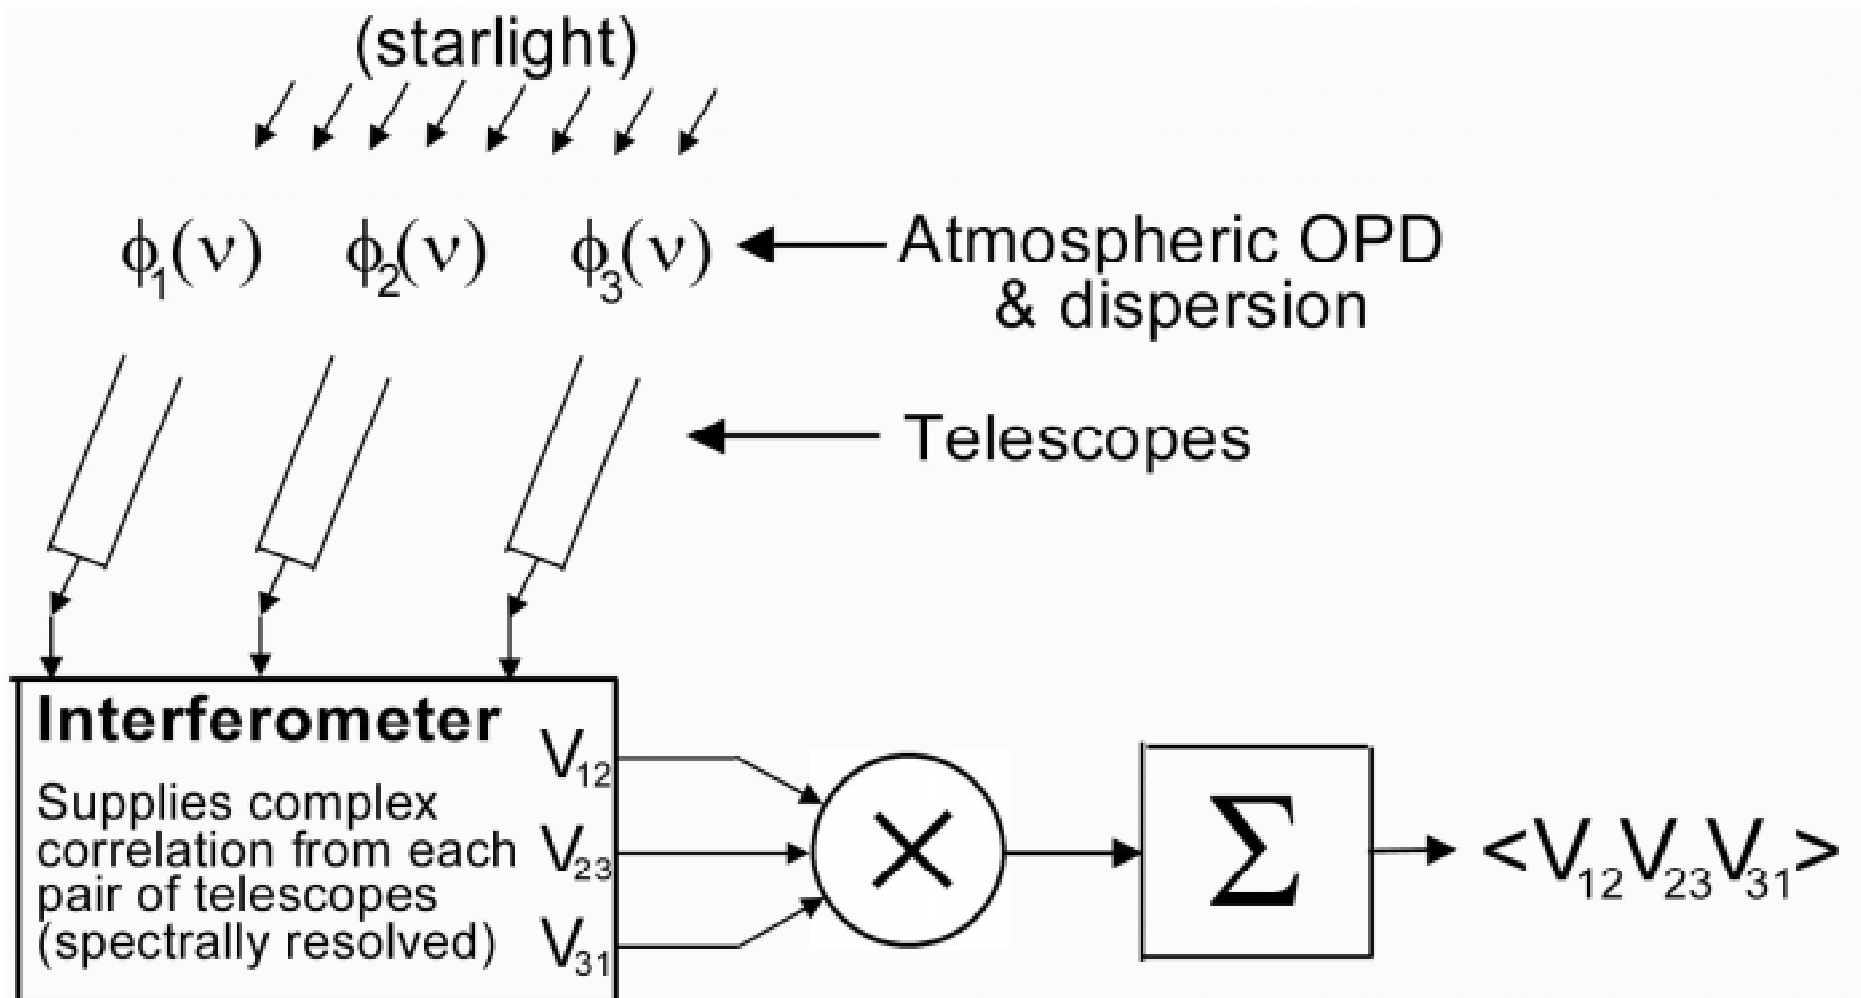 (starlight)
ϕ₁(ν) ϕ₂(ν) ϕ₃(ν)
Atmospheric OPD
& dispersion
Telescopes
Interferometer
Supplies complex
correlation from each
pair of telescopes
(spectrally resolved)
V₁₂
V₂₃
V₃₁
×
Σ
<V₁₂V₂₃V₃₁>